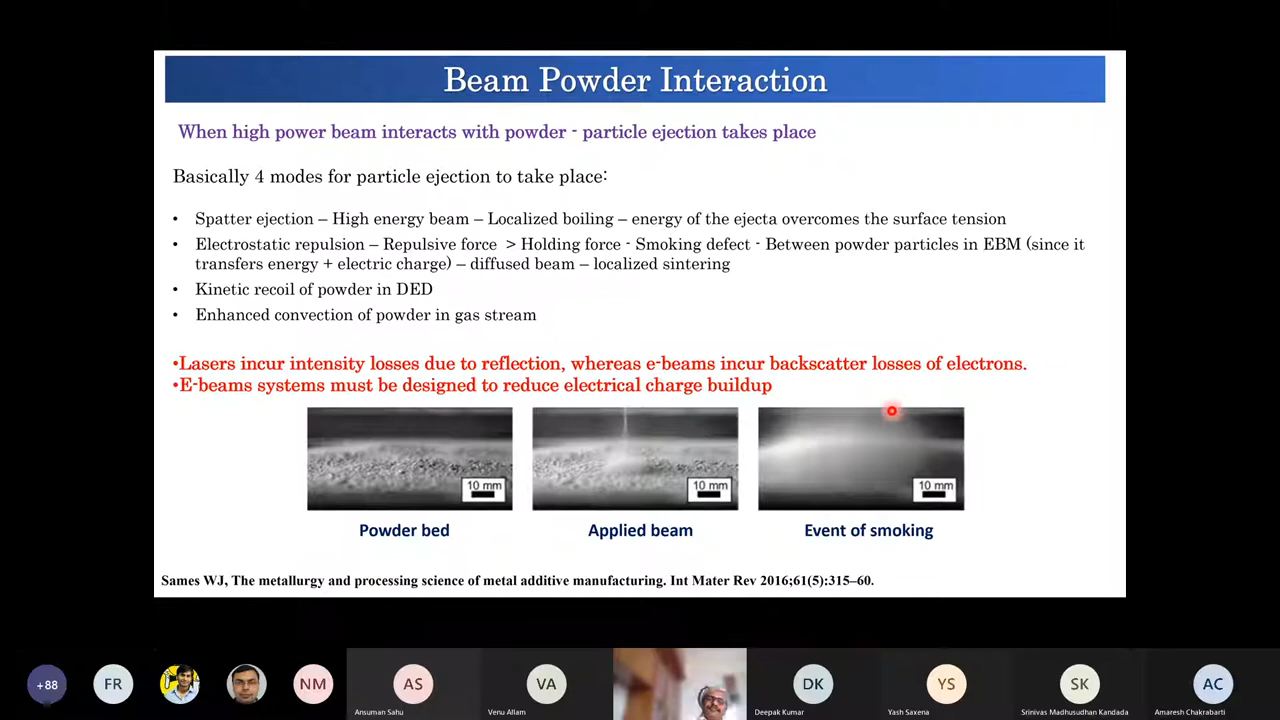 Beam Powder Interaction
When high power beam interacts with powder - particle ejection takes place
Basically 4 modes for particle ejection to take place:
• Spatter ejection – High energy beam – Localized boiling – energy of the ejecta overcomes the surface tension
• Electrostatic repulsion – Repulsive force > Holding force - Smoking defect - Between powder particles in EBM (since it
transfers energy + electric charge) – diffused beam – localized sintering
• Kinetic recoil of powder in DED
• Enhanced convection of powder in gas stream
•Lasers incur intensity losses due to reflection, whereas e-beams incur backscatter losses of electrons.
•E-beams systems must be designed to reduce electrical charge buildup
10 mm
10 mm
10 mm
Powder bed
Applied beam
Event of smoking
Sames WJ, The metallurgy and processing science of metal additive manufacturing. Int Mater Rev 2016;61(5):315–60.
+88
FR
NM
AS
VA
DK
YS
SK
AC
Ansuman Sahu
Venu Allam
Deepak Kumar
Yash Saxena
Srinivas Madhusudhan Kandada
Amaresh Chakrabarti